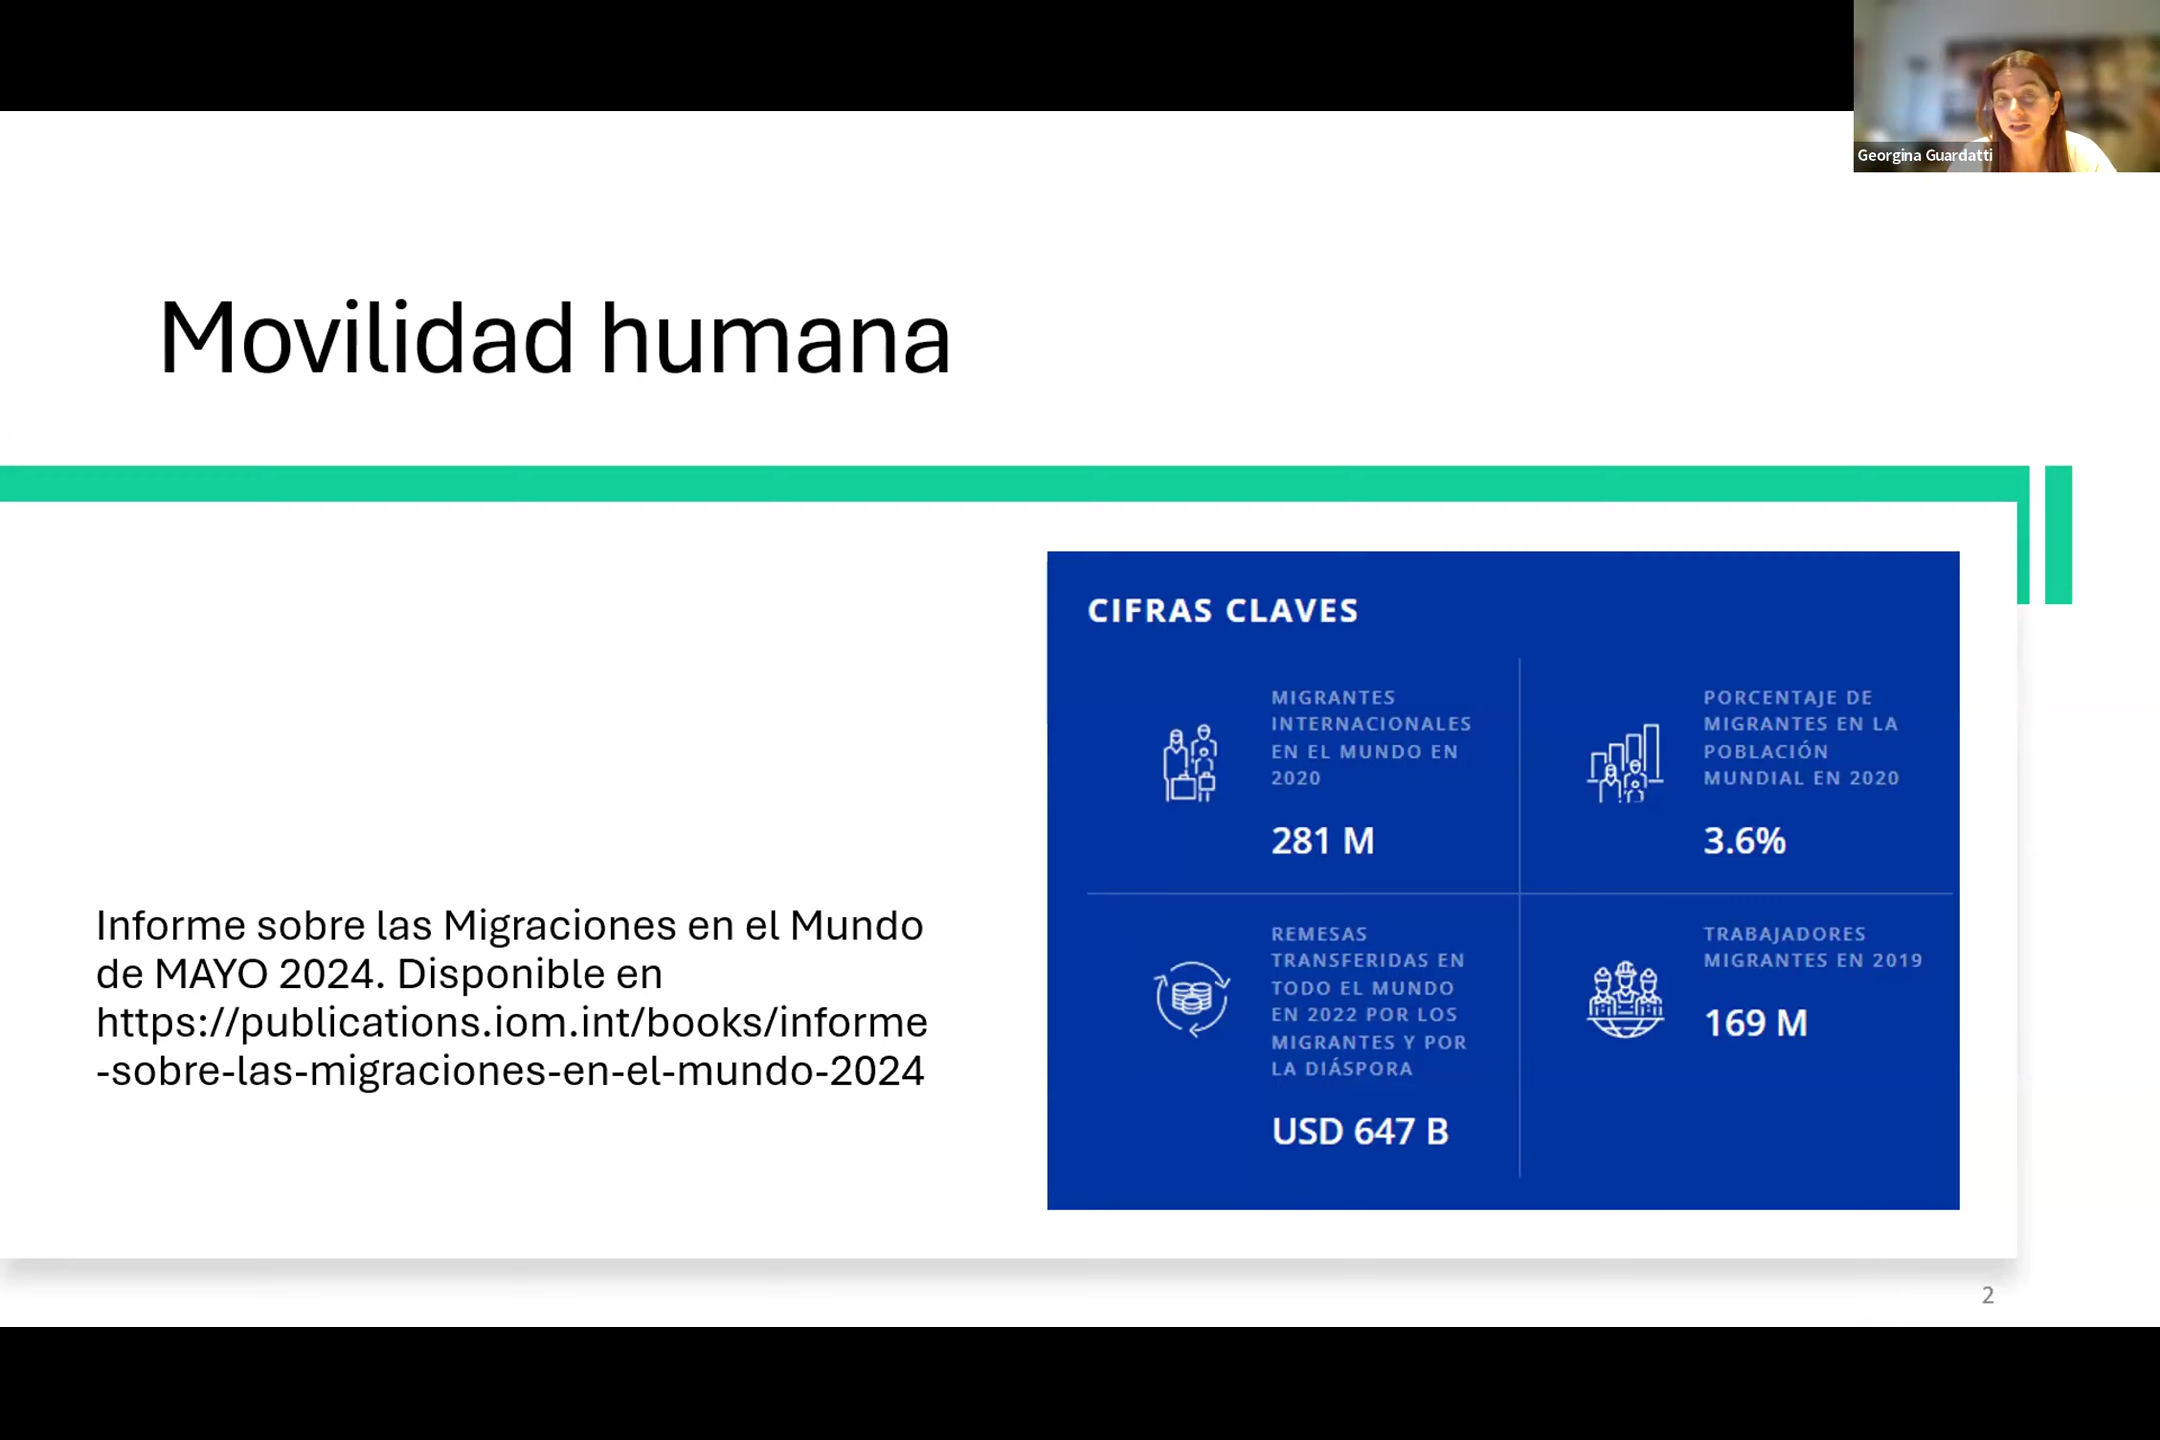 Georgina Guardatti
Movilidad humana
Informe sobre las Migraciones en el Mundo
de MAYO 2024. Disponible en
https://publications.iom.int/books/informe
-sobre-las-migraciones-en-el-mundo-2024
CIFRAS CLAVES
MIGRANTES
INTERNACIONALES
EN EL MUNDO EN
2020
281 M
PORCENTAJE DE
MIGRANTES EN LA
POBLACIÓN
MUNDIAL EN 2020
3.6%
REMESAS
TRANSFERIDAS EN
TODO EL MUNDO
EN 2022 POR LOS
MIGRANTES Y POR
LA DIÁSPORA
USD 647 B
TRABAJADORES
MIGRANTES EN 2019
169 M
2